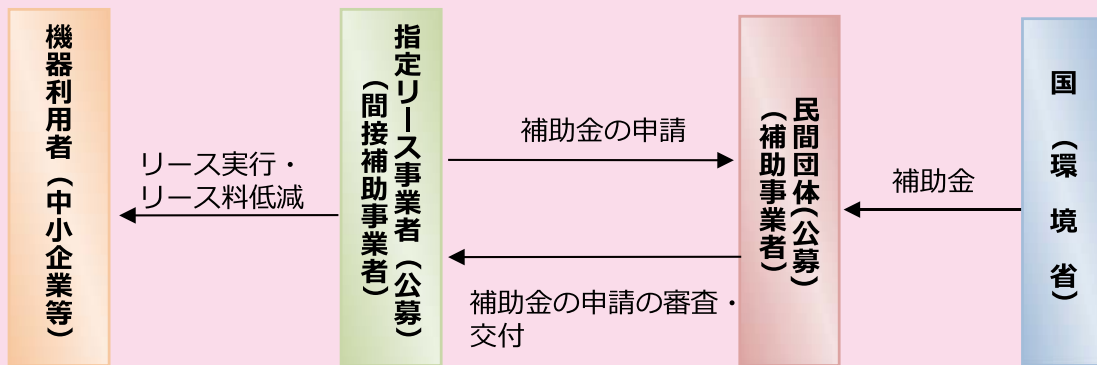 機器利用者（中小企業等）
リース実行・
リース料低減
指定リース事業者（公募）
（間接補助事業者）
補助金の申請
補助金の申請の審査・
交付
民間団体（公募）
（補助事業者）
補助金
国（環境省）